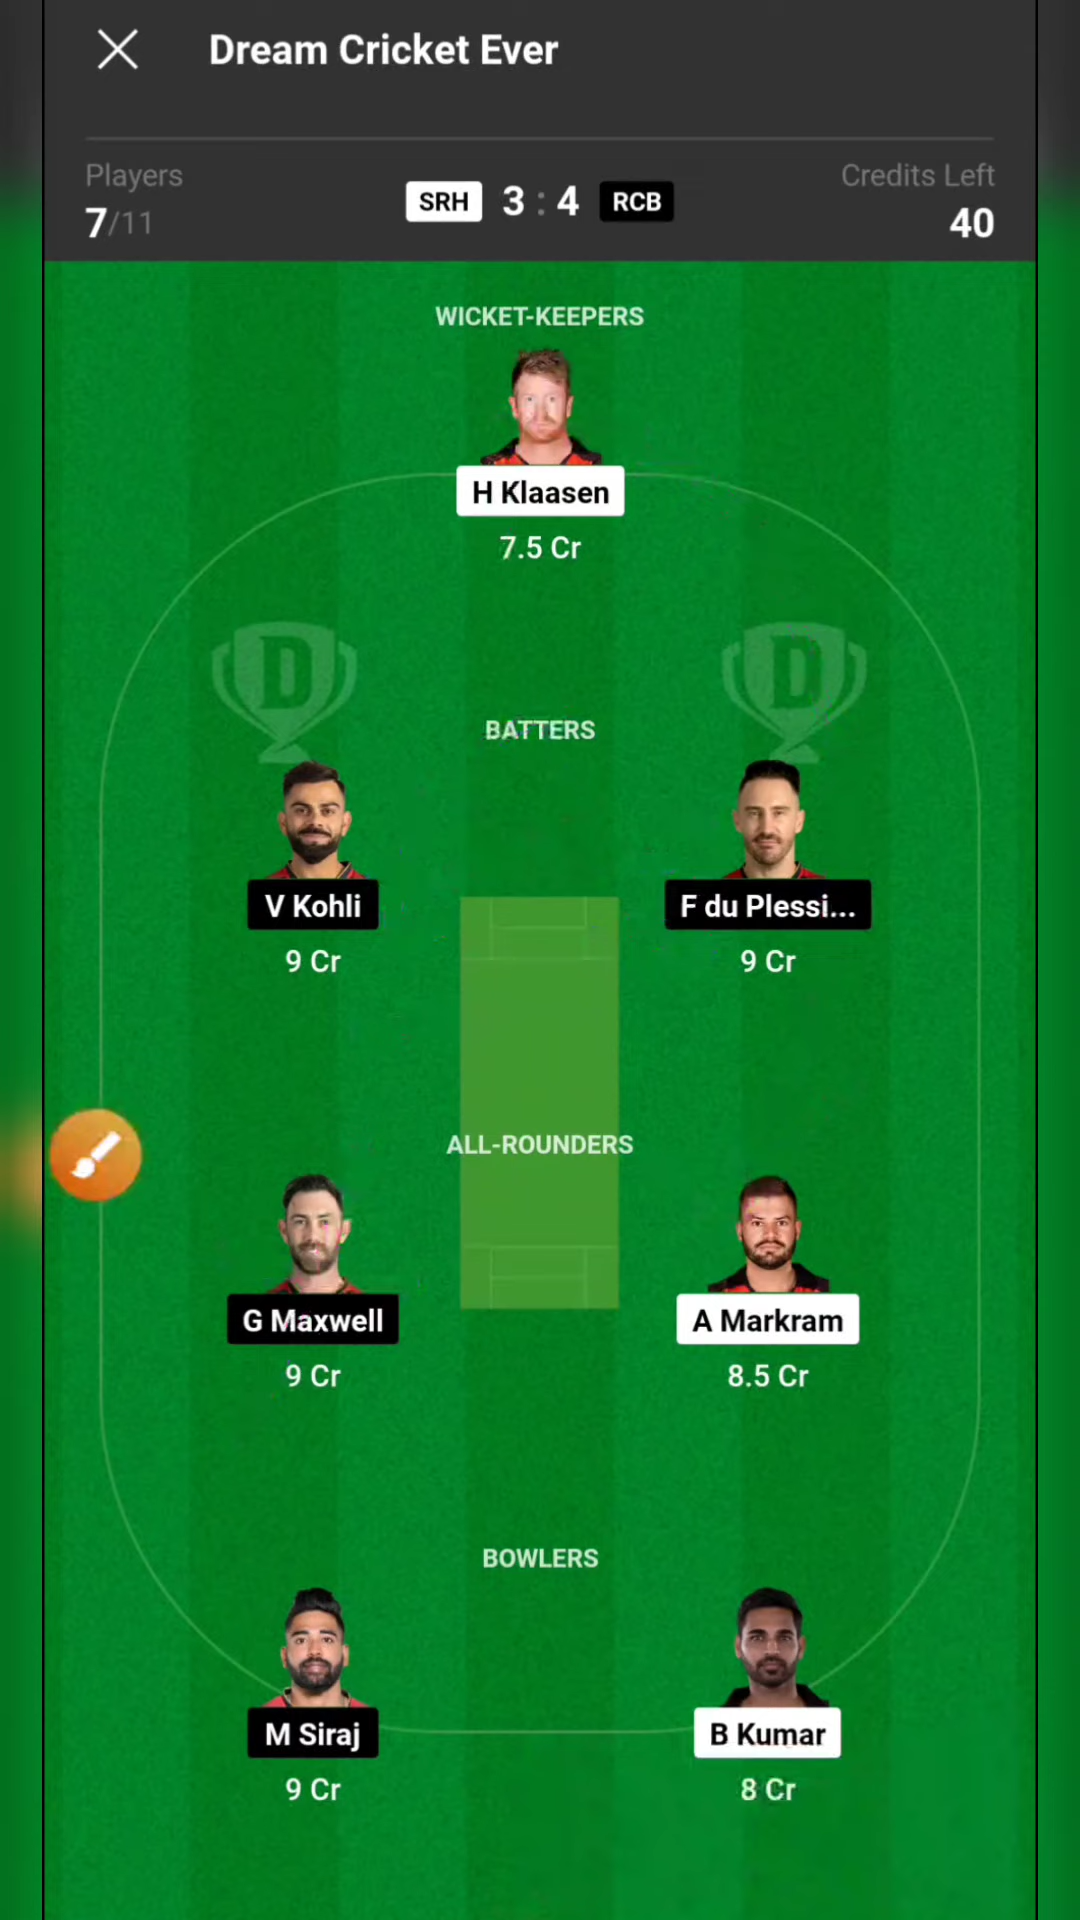 Dream Cricket Ever
Players
7/11
SRH 3 : 4 RCB
Credits Left
40
WICKET-KEEPERS
H Klaasen
7.5 Cr
D D
BATTERS
V Kohli F du Plessi...
9 Cr 9 Cr
ALL-ROUNDERS
G Maxwell A Markram
9 Cr 8.5 Cr
BOWLERS
M Siraj B Kumar
9 Cr 8 Cr